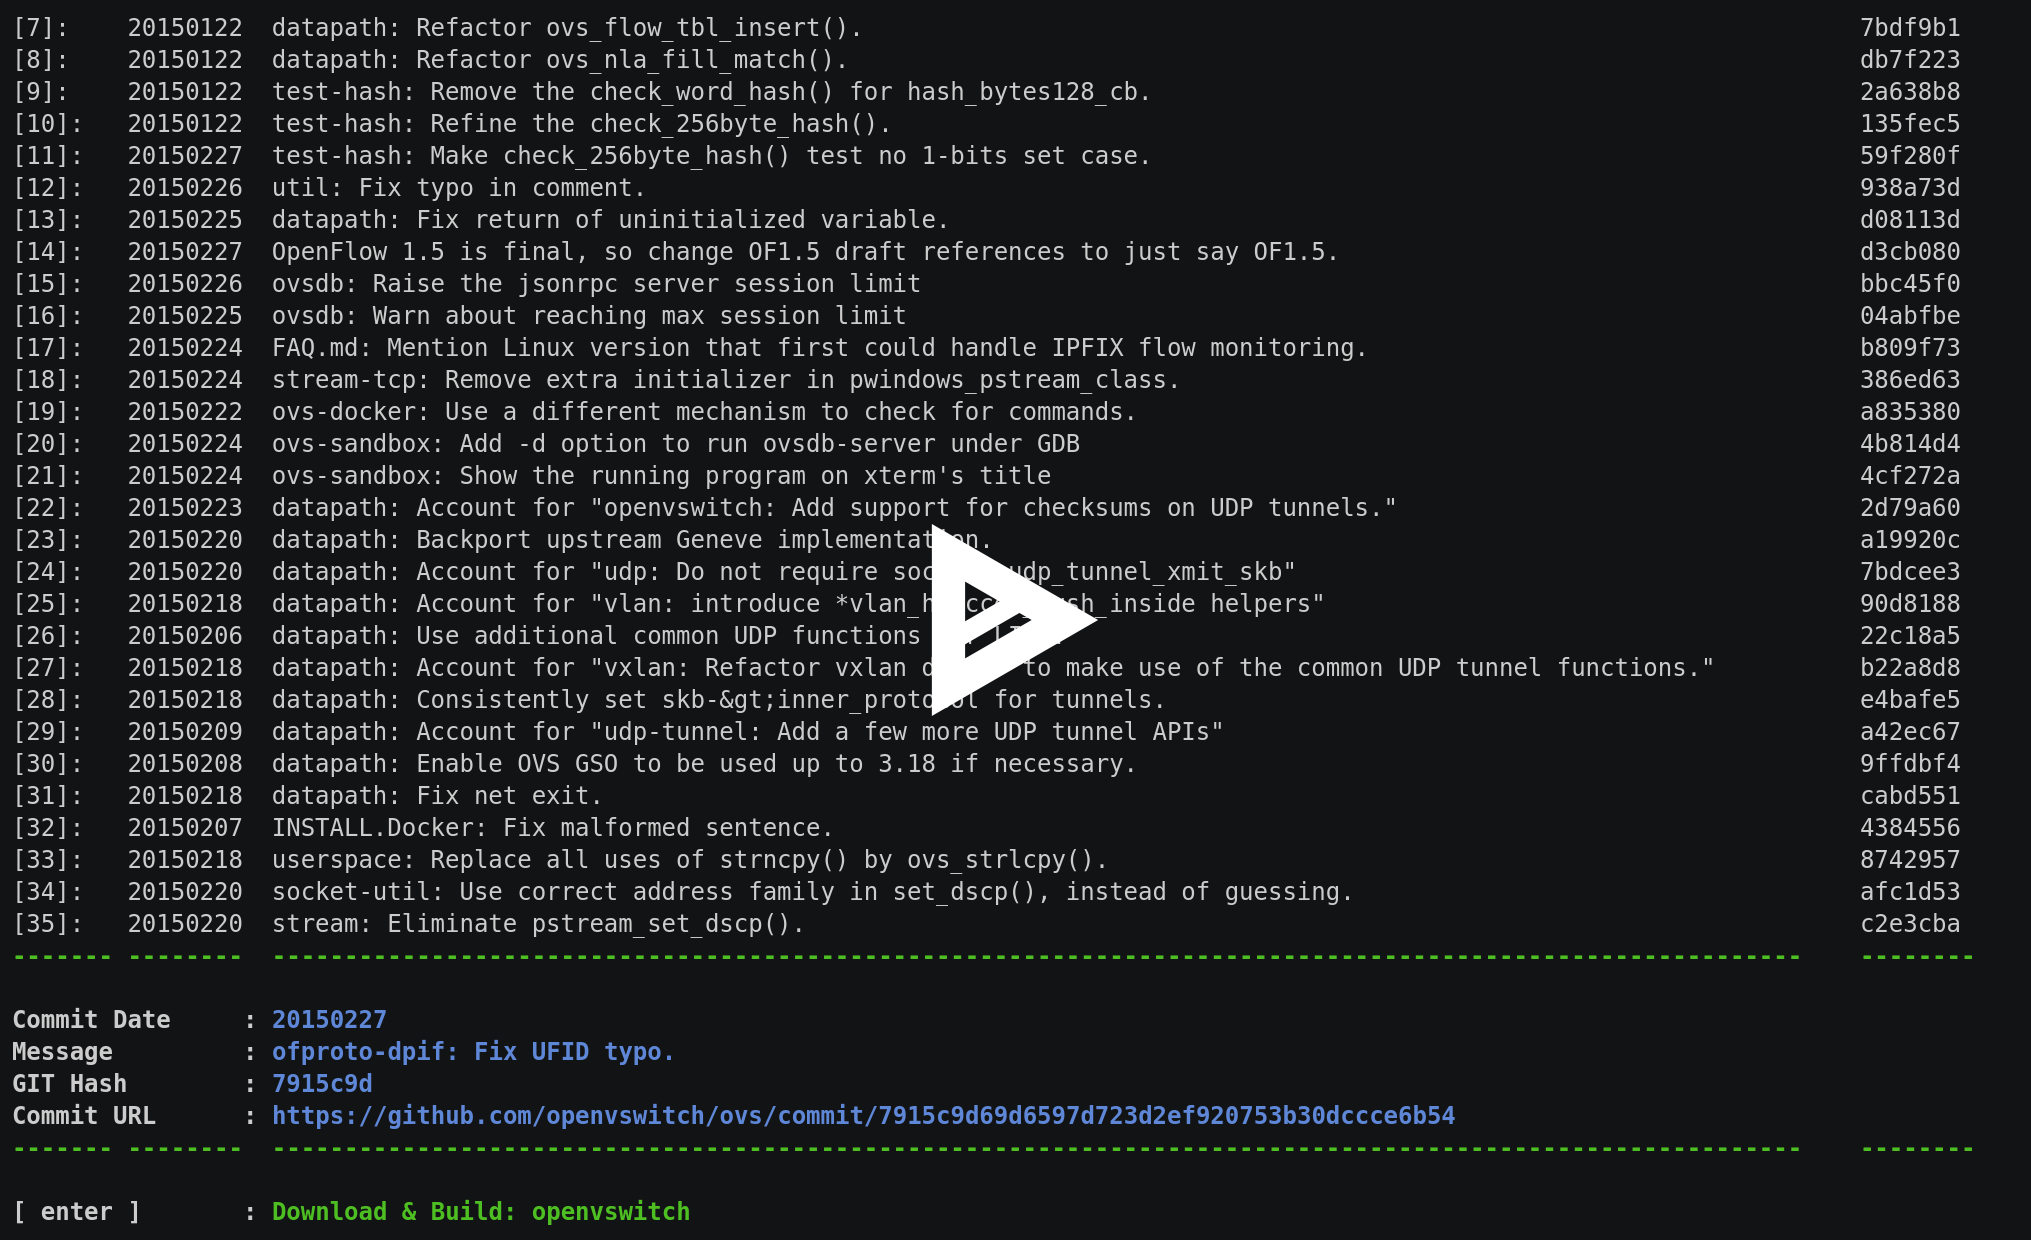 [7]: 20150122 datapath: Refactor ovs_flow_tbl_insert(). 7bdf9b1
[8]: 20150122 datapath: Refactor ovs_nla_fill_match(). db7f223
[9]: 20150122 test-hash: Remove the check_word_hash() for hash_bytes128_cb. 2a638b8
[10]: 20150122 test-hash: Refine the check_256byte_hash(). 135fec5
[11]: 20150227 test-hash: Make check_256byte_hash() test no 1-bits set case. 59f280f
[12]: 20150226 util: Fix typo in comment. 938a73d
[13]: 20150225 datapath: Fix return of uninitialized variable. d08113d
[14]: 20150227 OpenFlow 1.5 is final, so change OF1.5 draft references to just say OF1.5. d3cb080
[15]: 20150226 ovsdb: Raise the jsonrpc server session limit bbc45f0
[16]: 20150225 ovsdb: Warn about reaching max session limit 04abfbe
[17]: 20150224 FAQ.md: Mention Linux version that first could handle IPFIX flow monitoring. b809f73
[18]: 20150224 stream-tcp: Remove extra initializer in pwindows_pstream_class. 386ed63
[19]: 20150222 ovs-docker: Use a different mechanism to check for commands. a835380
[20]: 20150224 ovs-sandbox: Add -d option to run ovsdb-server under GDB 4b814d4
[21]: 20150224 ovs-sandbox: Show the running program on xterm's title 4cf272a
[22]: 20150223 datapath: Account for "openvswitch: Add support for checksums on UDP tunnels." 2d79a60
[23]: 20150220 datapath: Backport upstream Geneve implementation. a19920c
[24]: 20150220 datapath: Account for "udp: Do not require udp_tunnel_xmit_skb" 7bdcee3
[25]: 20150218 datapath: Account for "vlan: introduce helpers" 90d8188
[26]: 20150206 datapath: Use additional common UDP functions 22c18a5
[27]: 20150218 datapath: Account for "vxlan: Refactor vxlan to make use of the common UDP tunnel functions." b22a8d8
[28]: 20150218 datapath: Consistently set skb-&gt;inner_protocol for tunnels. e4bafe5
[29]: 20150209 datapath: Account for "udp-tunnel: Add a few more UDP tunnel APIs" a42ec67
[30]: 20150208 datapath: Enable OVS GSO to be used up to 3.18 if necessary. 9ffdbf4
[31]: 20150218 datapath: Fix net exit. cabd551
[32]: 20150207 INSTALL.Docker: Fix malformed sentence. 4384556
[33]: 20150218 userspace: Replace all uses of strncpy() by ovs_strlcpy(). 8742957
[34]: 20150220 socket-util: Use correct address family in set_dscp(), instead of guessing. afc1d53
[35]: 20150220 stream: Eliminate pstream_set_dscp(). c2e3cba
Commit Date : 20150227
Message : ofproto-dpif: Fix UFID typo.
GIT Hash : 7915c9d
Commit URL : https://github.com/openvswitch/ovs/commit/7915c9d69d6597d723d2ef920753b30dccce6b54
[ enter ] : Download & Build: openvswitch